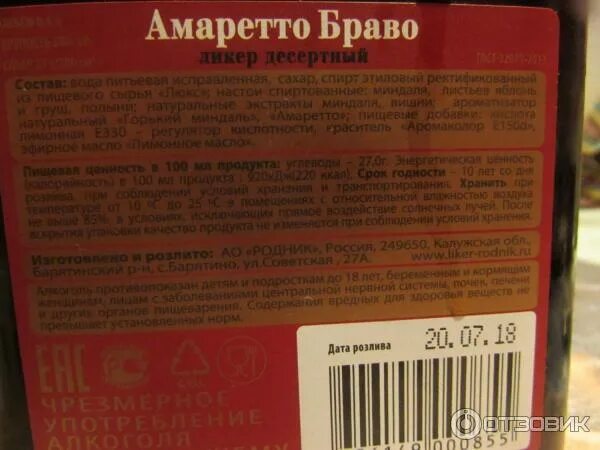 Амаретто Браво
ликер десертный
ГОСТ 32071-2013
Состав: вода питьевая исправленная, сахар, спирт этиловый ректификованный
из пищевого сырья «Люкс»; настои спиртованные: миндаля, листьев яблонь
и груш, полыни; натуральные экстракты миндаля, вишни; ароматизатор
натуральный «Горький миндаль», «Амаретто»; пищевые добавки: кислота
лимонная Е330 – регулятор кислотности, краситель «Аромаколор Е150d»,
эфирное масло «Лимонное масло».
Пищевая ценность в 100 мл продукта: углеводы – 27,0г. Энергетическая ценность
(калорийность) в 100 мл продукта : 920кДж(220 ккал). Срок годности – 10 лет со дня
розлива, при соблюдении условий хранения и транспортирования. Хранить при
температуре от 10 °С до 25 °С в помещениях с относительной влажностью воздуха
не выше 85%, в условиях, исключающих прямое воздействие солнечных лучей. После
вскрытия упаковки качество продукта не изменяется при соблюдении условий хранения.
Изготовлено и розлито: АО «РОДНИК», Россия, 249650, Калужская обл.,
Барятинский р-н, с.Барятино, ул.Советская , 27А. www.liker-rodnik.ru
Алкоголь противопоказан детям и подросткам до 18 лет, беременным и кормящим
женщинам, лицам с заболеваниями центральной нервной системы, почек, печени
и других органов пищеварения. Содержание вредных для здоровья веществ не
превышает установленных норм.
Дата розлива
20.07.18
ЕАС
ЧРЕЗМЕРНОЕ
УПОТРЕБЛЕНИЕ
АЛКОГОЛЯ
000855
ОТЗОВИК